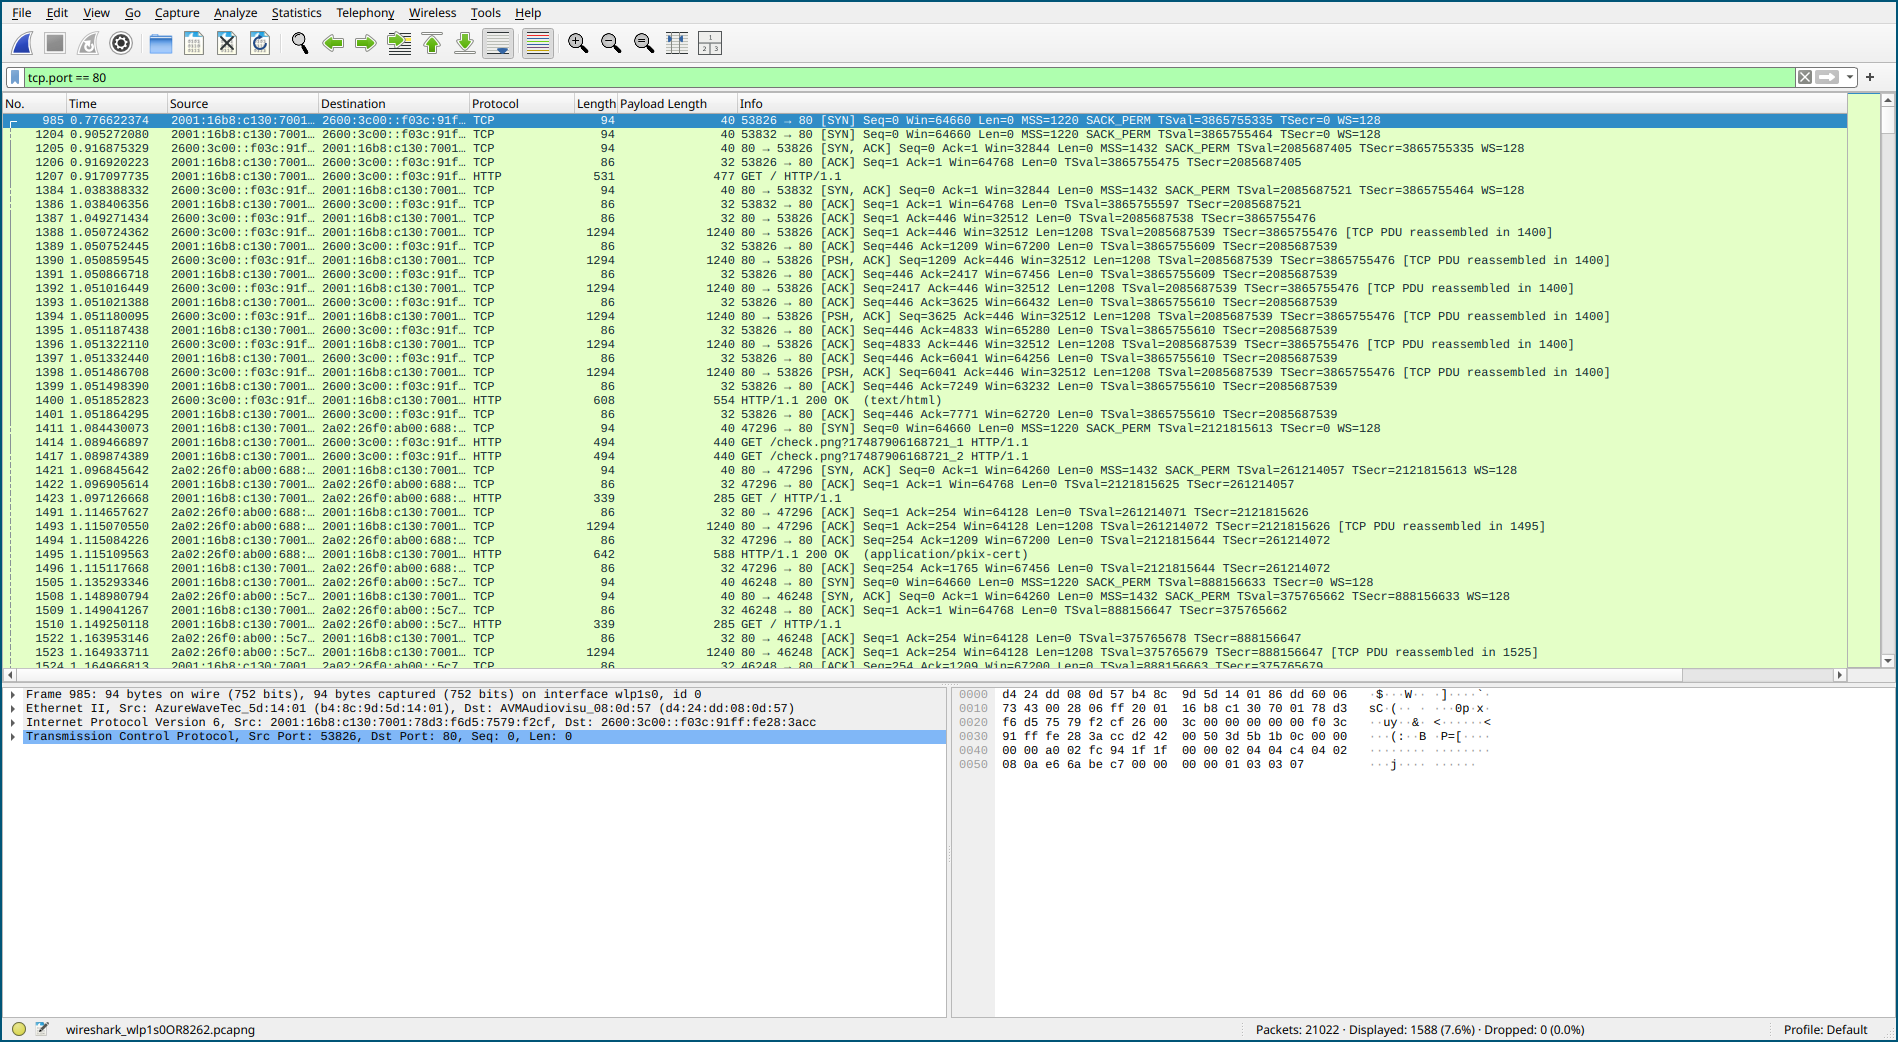 File Edit View Go Capture Analyze Statistics Telephony Wireless Tools Help
tcp.port == 80
No. Time Source Destination Protocol Length Payload Length Info
985 0.776622374 2001:16b8:c130:7001… 2600:3c00::f03c:91f… TCP 94 40 53826 → 80 [SYN] Seq=0 Win=64660 Len=0 MSS=1220 SACK_PERM TSval=3865755335 TSecr=0 WS=128
1204 0.905272080 2001:16b8:c130:7001… 2600:3c00::f03c:91f… TCP 94 40 53832 → 80 [SYN] Seq=0 Win=64660 Len=0 MSS=1220 SACK_PERM TSval=3865755464 TSecr=0 WS=128
1205 0.916875329 2600:3c00::f03c:91f… 2001:16b8:c130:7001… TCP 94 40 80 → 53826 [SYN, ACK] Seq=0 Ack=1 Win=32844 Len=0 MSS=1432 SACK_PERM TSval=2085687405 TSecr=3865755335 WS=128
1206 0.916920223 2001:16b8:c130:7001… 2600:3c00::f03c:91f… TCP 86 32 53826 → 80 [ACK] Seq=1 Ack=1 Win=64768 Len=0 TSval=3865755475 TSecr=2085687405
1207 0.917097735 2001:16b8:c130:7001… 2600:3c00::f03c:91f… HTTP 531 477 GET / HTTP/1.1
1384 1.038388332 2600:3c00::f03c:91f… 2001:16b8:c130:7001… TCP 94 40 80 → 53832 [SYN, ACK] Seq=0 Ack=1 Win=32844 Len=0 MSS=1432 SACK_PERM TSval=2085687521 TSecr=3865755464 WS=128
1386 1.038406356 2001:16b8:c130:7001… 2600:3c00::f03c:91f… TCP 86 32 53832 → 80 [ACK] Seq=1 Ack=1 Win=64768 Len=0 TSval=3865755597 TSecr=2085687521
1387 1.049271434 2600:3c00::f03c:91f… 2001:16b8:c130:7001… TCP 86 32 80 → 53826 [ACK] Seq=1 Ack=446 Win=32512 Len=0 TSval=2085687538 TSecr=3865755476
1388 1.050724362 2600:3c00::f03c:91f… 2001:16b8:c130:7001… TCP 1294 1240 80 → 53826 [ACK] Seq=1 Ack=446 Win=32512 Len=1208 TSval=2085687539 TSecr=3865755476 [TCP PDU reassembled in 1400]
1389 1.050752445 2001:16b8:c130:7001… 2600:3c00::f03c:91f… TCP 86 32 53826 → 80 [ACK] Seq=446 Ack=1209 Win=67200 Len=0 TSval=3865755609 TSecr=2085687539
1390 1.050859545 2600:3c00::f03c:91f… 2001:16b8:c130:7001… TCP 1294 1240 80 → 53826 [PSH, ACK] Seq=1209 Ack=446 Win=32512 Len=1208 TSval=2085687539 TSecr=3865755476 [TCP PDU reassembled in 1400]
1391 1.050866718 2001:16b8:c130:7001… 2600:3c00::f03c:91f… TCP 86 32 53826 → 80 [ACK] Seq=446 Ack=2417 Win=67456 Len=0 TSval=3865755609 TSecr=2085687539
1392 1.051016449 2600:3c00::f03c:91f… 2001:16b8:c130:7001… TCP 1294 1240 80 → 53826 [ACK] Seq=2417 Ack=446 Win=32512 Len=1208 TSval=2085687539 TSecr=3865755476 [TCP PDU reassembled in 1400]
1393 1.051021388 2001:16b8:c130:7001… 2600:3c00::f03c:91f… TCP 86 32 53826 → 80 [ACK] Seq=446 Ack=3625 Win=66432 Len=0 TSval=3865755610 TSecr=2085687539
1394 1.051180095 2600:3c00::f03c:91f… 2001:16b8:c130:7001… TCP 1294 1240 80 → 53826 [PSH, ACK] Seq=3625 Ack=446 Win=32512 Len=1208 TSval=2085687539 TSecr=3865755476 [TCP PDU reassembled in 1400]
1395 1.051187438 2001:16b8:c130:7001… 2600:3c00::f03c:91f… TCP 86 32 53826 → 80 [ACK] Seq=446 Ack=4833 Win=65280 Len=0 TSval=3865755610 TSecr=2085687539
1396 1.051322110 2600:3c00::f03c:91f… 2001:16b8:c130:7001… TCP 1294 1240 80 → 53826 [ACK] Seq=4833 Ack=446 Win=32512 Len=1208 TSval=2085687539 TSecr=3865755476 [TCP PDU reassembled in 1400]
1397 1.051332440 2001:16b8:c130:7001… 2600:3c00::f03c:91f… TCP 86 32 53826 → 80 [ACK] Seq=446 Ack=6041 Win=64256 Len=0 TSval=3865755610 TSecr=2085687539
1398 1.051486708 2600:3c00::f03c:91f… 2001:16b8:c130:7001… TCP 1294 1240 80 → 53826 [PSH, ACK] Seq=6041 Ack=446 Win=32512 Len=1208 TSval=2085687539 TSecr=3865755476 [TCP PDU reassembled in 1400]
1399 1.051498390 2001:16b8:c130:7001… 2600:3c00::f03c:91f… TCP 86 32 53826 → 80 [ACK] Seq=446 Ack=7249 Win=63232 Len=0 TSval=3865755610 TSecr=2085687539
1400 1.051852823 2600:3c00::f03c:91f… 2001:16b8:c130:7001… HTTP 608 554 HTTP/1.1 200 OK (text/html)
1401 1.051864295 2001:16b8:c130:7001… 2600:3c00::f03c:91f… TCP 86 32 53826 → 80 [ACK] Seq=446 Ack=7771 Win=62720 Len=0 TSval=3865755610 TSecr=2085687539
1411 1.084430073 2001:16b8:c130:7001… 2a02:26f0:ab00:688:… TCP 94 40 47296 → 80 [SYN] Seq=0 Win=64660 Len=0 MSS=1220 SACK_PERM TSval=2121815613 TSecr=0 WS=128
1414 1.089466897 2001:16b8:c130:7001… 2600:3c00::f03c:91f… HTTP 494 440 GET /check.png?17487906168721_1 HTTP/1.1
1417 1.089874389 2001:16b8:c130:7001… 2600:3c00::f03c:91f… HTTP 494 440 GET /check.png?17487906168721_2 HTTP/1.1
1421 1.096845642 2a02:26f0:ab00:688:… 2001:16b8:c130:7001… TCP 94 40 80 → 47296 [SYN, ACK] Seq=0 Ack=1 Win=64260 Len=0 MSS=1432 SACK_PERM TSval=261214057 TSecr=2121815613 WS=128
1422 1.096905614 2001:16b8:c130:7001… 2a02:26f0:ab00:688:… TCP 86 32 47296 → 80 [ACK] Seq=1 Ack=1 Win=64768 Len=0 TSval=2121815625 TSecr=261214057
1423 1.097126668 2001:16b8:c130:7001… 2a02:26f0:ab00:688:… HTTP 339 285 GET / HTTP/1.1
1491 1.114657627 2a02:26f0:ab00:688:… 2001:16b8:c130:7001… TCP 86 32 80 → 47296 [ACK] Seq=1 Ack=254 Win=64128 Len=0 TSval=261214071 TSecr=2121815626
1493 1.115070550 2a02:26f0:ab00:688:… 2001:16b8:c130:7001… TCP 1294 1240 80 → 47296 [ACK] Seq=1 Ack=254 Win=64128 Len=1208 TSval=261214072 TSecr=2121815626 [TCP PDU reassembled in 1495]
1494 1.115084226 2001:16b8:c130:7001… 2a02:26f0:ab00:688:… TCP 86 32 47296 → 80 [ACK] Seq=254 Ack=1209 Win=67200 Len=0 TSval=2121815644 TSecr=261214072
1495 1.115109563 2a02:26f0:ab00:688:… 2001:16b8:c130:7001… HTTP 642 588 HTTP/1.1 200 OK (application/pkix-cert)
1496 1.115117668 2001:16b8:c130:7001… 2a02:26f0:ab00:688:… TCP 86 32 47296 → 80 [ACK] Seq=254 Ack=1765 Win=67456 Len=0 TSval=2121815644 TSecr=261214072
1505 1.135293346 2001:16b8:c130:7001… 2a02:26f0:ab00::5c7… TCP 94 40 46248 → 80 [SYN] Seq=0 Win=64660 Len=0 MSS=1220 SACK_PERM TSval=888156633 TSecr=0 WS=128
1508 1.148980794 2a02:26f0:ab00::5c7… 2001:16b8:c130:7001… TCP 94 40 80 → 46248 [SYN, ACK] Seq=0 Ack=1 Win=64260 Len=0 MSS=1432 SACK_PERM TSval=375765662 TSecr=888156633 WS=128
1509 1.149041267 2001:16b8:c130:7001… 2a02:26f0:ab00::5c7… TCP 86 32 46248 → 80 [ACK] Seq=1 Ack=1 Win=64768 Len=0 TSval=888156647 TSecr=375765662
1510 1.149250118 2001:16b8:c130:7001… 2a02:26f0:ab00::5c7… HTTP 339 285 GET / HTTP/1.1
1522 1.163953146 2a02:26f0:ab00::5c7… 2001:16b8:c130:7001… TCP 86 32 80 → 46248 [ACK] Seq=1 Ack=254 Win=64128 Len=0 TSval=375765678 TSecr=888156647
1523 1.164933711 2a02:26f0:ab00::5c7… 2001:16b8:c130:7001… TCP 1294 1240 80 → 46248 [ACK] Seq=1 Ack=254 Win=64128 Len=1208 TSval=375765679 TSecr=888156647 [TCP PDU reassembled in 1525]
1524 1.164966813 2001:16b8:c130:7001 2a02:26f0:ab00::5c7 TCP 86 32 46248 → 80 [ACK] Seq=254 Ack=1209 Win=67200 Len=0 TSval=888156663 TSecr=375765679
Frame 985: 94 bytes on wire (752 bits), 94 bytes captured (752 bits) on interface wlp1s0, id 0
Ethernet II, Src: AzureWaveTec_5d:14:01 (b4:8c:9d:5d:14:01), Dst: AVMAudiovisu_08:0d:57 (d4:24:dd:08:0d:57)
Internet Protocol Version 6, Src: 2001:16b8:c130:7001:78d3:f6d5:7579:f2cf, Dst: 2600:3c00::f03c:91ff:fe28:3acc
Transmission Control Protocol, Src Port: 53826, Dst Port: 80, Seq: 0, Len: 0
0000 d4 24 dd 08 0d 57 b4 8c 9d 5d 14 01 86 dd 60 06 ·$···W·· ·]····`·
0010 73 43 00 28 06 ff 20 01 16 b8 c1 30 70 01 78 d3 sC·(·· · ···0p·x·
0020 f6 d5 75 79 f2 cf 26 00 3c 00 00 00 00 00 f0 3c ··uy··&· <······<
0030 91 ff fe 28 3a cc d2 42 00 50 3d 5b 1b 0c 00 00 ···(:··B ·P=[····
0040 00 00 a0 02 fc 94 1f 1f 00 00 02 04 04 c4 04 02 ········ ········
0050 08 0a e6 6a be c7 00 00 00 00 01 03 03 07 ···j···· ······
wireshark_wlp1s0OR8262.pcapng Packets: 21022 · Displayed: 1588 (7.6%) · Dropped: 0 (0.0%) Profile: Default